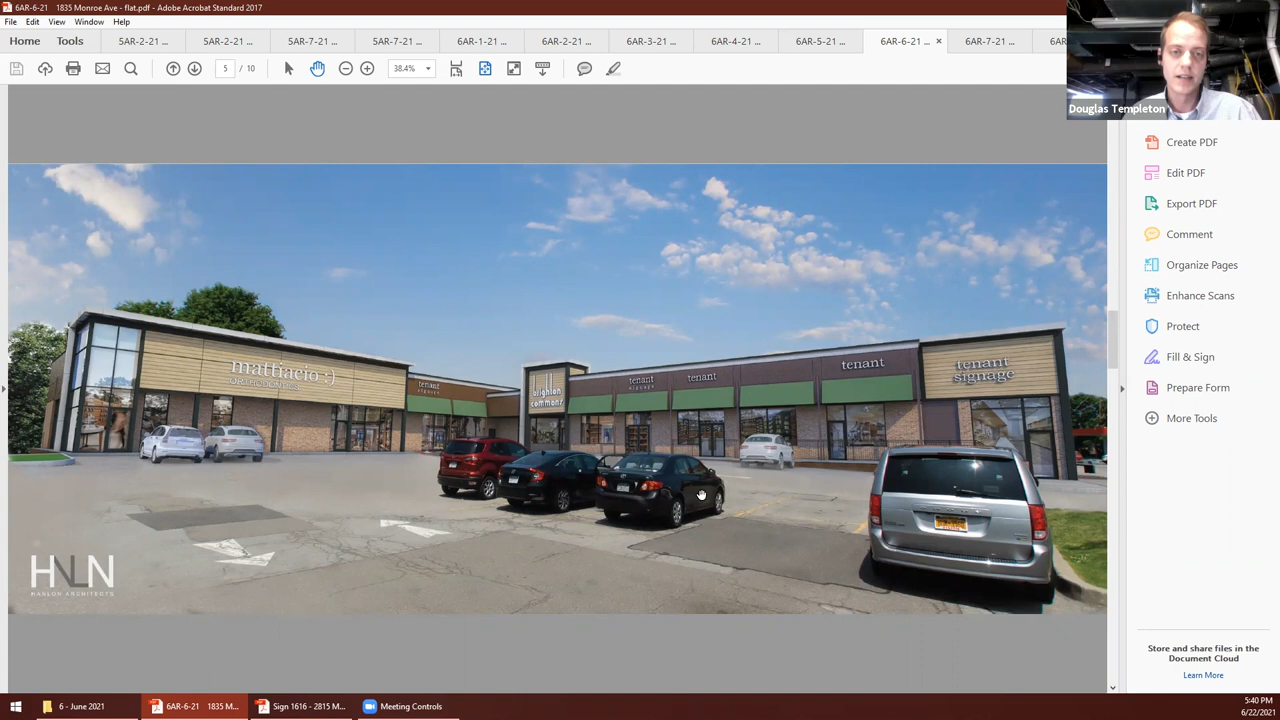 6AR-6-21 1835 Monroe Ave - flat.pdf - Adobe Acrobat Standard 2017
File Edit View Window Help
Home Tools 5AR-2-21 ... 5AR-2-21 ... 5AR-7-21 ... 6AR-1-21 ... 6AR-2-21 ... 6AR-3-21 ... 6AR-4-21 ... 6AR-5-21 ... 6AR-6-21 ... × 6AR-7-21 ...
5 / 10 38.4%
Douglas Templeton
Create PDF
Edit PDF
Export PDF
Comment
Organize Pages
Enhance Scans
Protect
Fill & Sign
Prepare Form
More Tools
Store and share files in the
Document Cloud
Learn More
mattiacio :)
ORTHODONTICS
tenant
signage
brighton
commons
tenant
signage
tenant
tenant
tenant
signage
HNLN
HANLON ARCHITECTS
6 - June 2021 6AR-6-21 1835 M... Sign 1616 - 2815 M... Meeting Controls
5:40 PM
6/22/2021